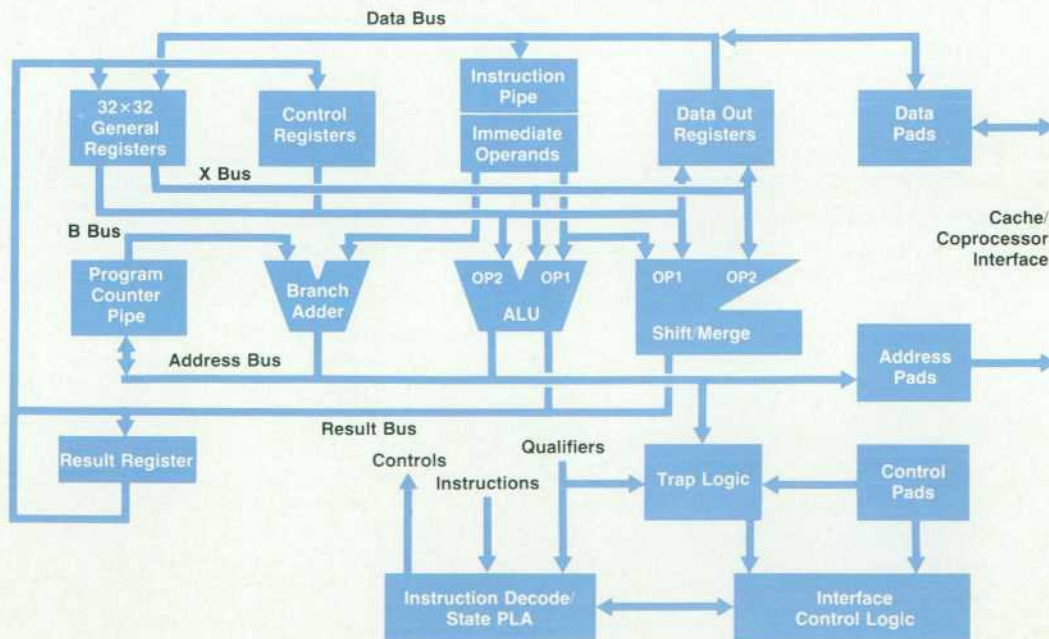 Data Bus
32×32
General
Registers
Control
Registers
Instruction
Pipe
Immediate
Operands
Data Out
Registers
Data
Pads
X Bus
B Bus
Cache/
Coprocessor
Interface
Program
Counter
Pipe
Branch
Adder
OP2 OP1
ALU
OP1 OP2
Shift/Merge
Address Bus
Address
Pads
Result Bus
Result Register
Controls
Instructions
Qualifiers
Trap Logic
Control
Pads
Instruction Decode/
State PLA
Interface
Control Logic